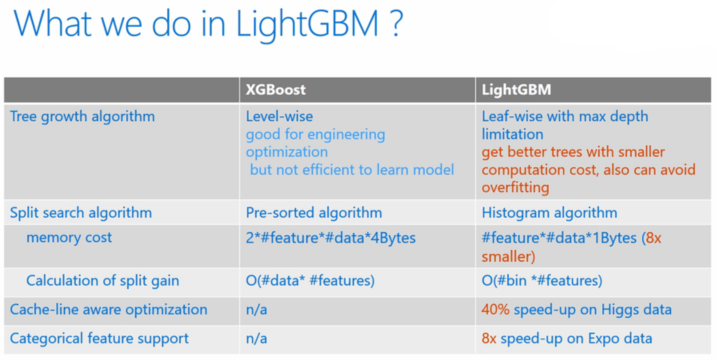 What we do in LightGBM ?
XGBoost LightGBM
Tree growth algorithm Level-wise Leaf-wise with max depth
good for engineering limitation
optimization get better trees with smaller
but not efficient to learn model computation cost, also can avoid
overfitting
Split search algorithm Pre-sorted algorithm Histogram algorithm
memory cost 2*#feature*#data*4Bytes #feature*#data*1Bytes (8x
smaller)
Calculation of split gain O(#data* #features) O(#bin *#features)
Cache-line aware optimization n/a 40% speed-up on Higgs data
Categorical feature support n/a 8x speed-up on Expo data